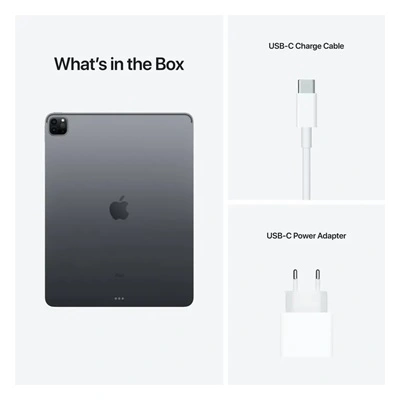 What's in the Box
USB-C Charge Cable
USB-C Power Adapter